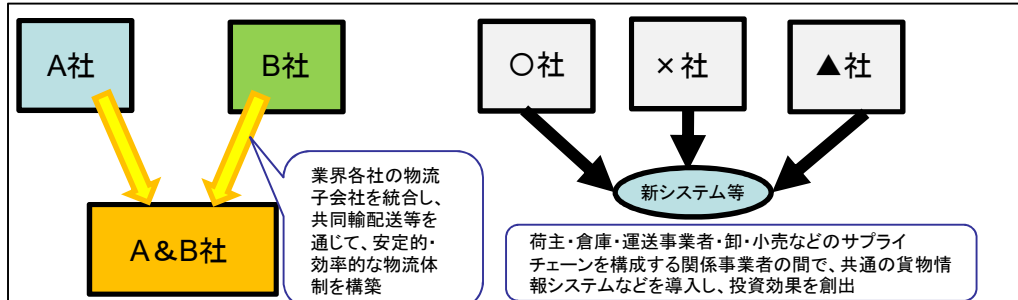 A社
B社
A&B社
業界各社の物流
子会社を統合し、
共同輸配送等を
通じて、安定的・
効率的な物流体
制を構築
○社
×社
▲社
新システム等
荷主・倉庫・運送事業者・卸・小売などのサプライ
チェーンを構成する関係事業者の間で、共通の貨物情
報システムなどを導入し、投資効果を創出